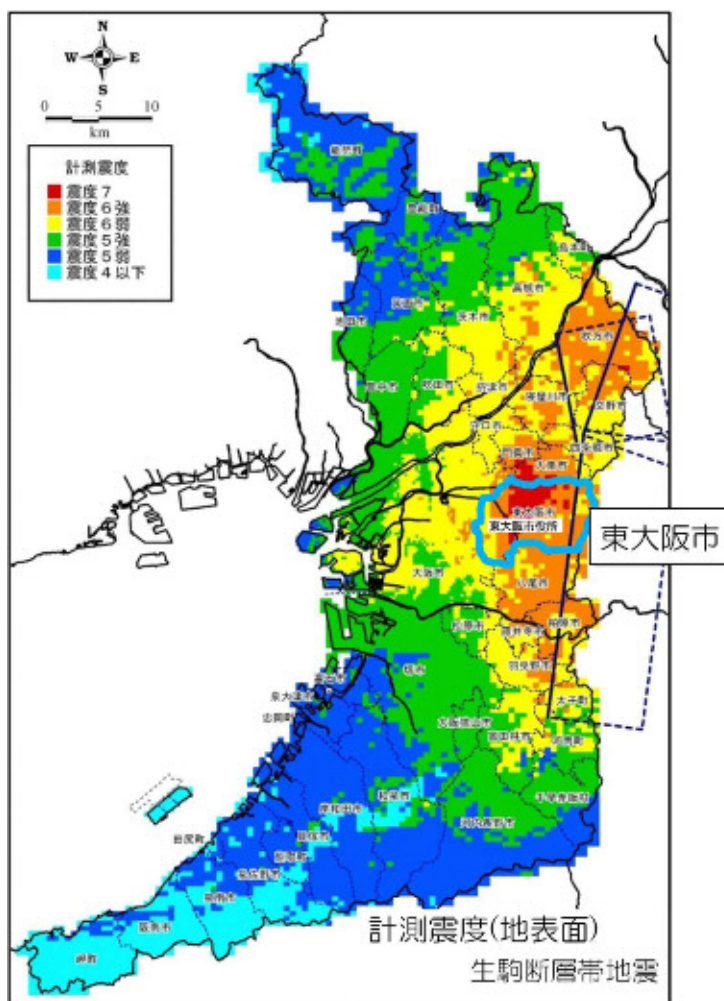 N
W E
S
0 5 10
km
計測震度
震度7
震度6強
震度6弱
震度5強
震度5弱
震度4以下
能勢町
豊能町
島本町
高槻市
箕面市
茨木市
池田市
枚方市
豊中市
吹田市
摂津市
寝屋川市
交野市
守口市
四条畷市
門真市
大東市
東大阪市
東大阪市役所
東大阪市
大阪市
八尾市
松原市
柏原市
藤井寺市
羽曳野市
堺市
高石市
太子町
泉大津市
忠岡町
大阪狭山市
富田林市
河南町
千早赤阪村
和泉市
岸和田市
河内長野市
田尻町
貝塚市
熊取町
泉佐野市
泉南市
阪南市
岬町
計測震度(地表面)
生駒断層帯地震